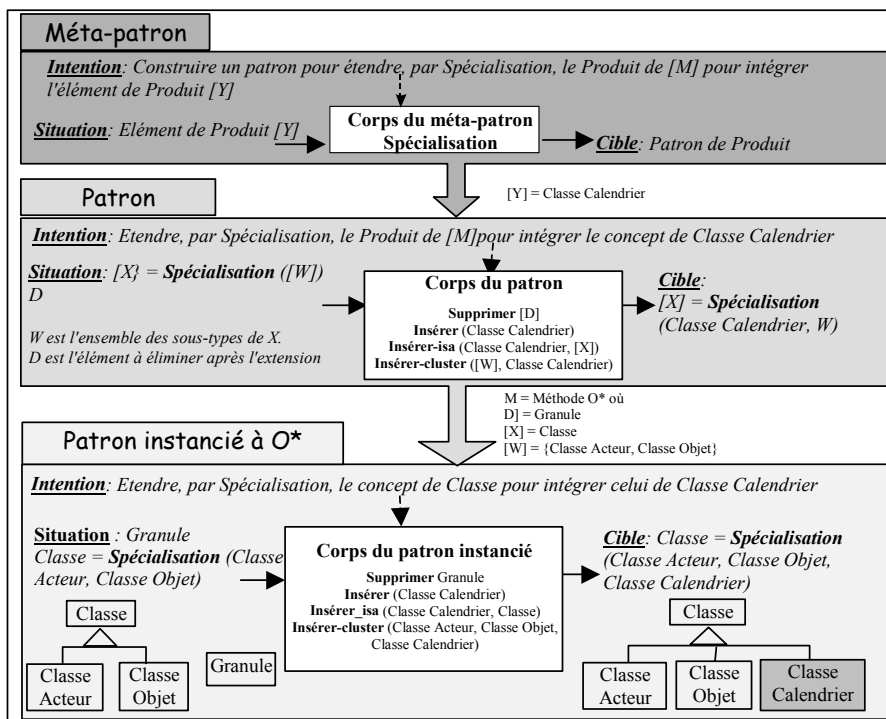 Méta-patron
Intention: Construire un patron pour étendre, par Spécialisation, le Produit de [M] pour intégrer
l'élément de Produit [Y]
Situation: Elément de Produit [Y]
Corps du méta-patron
Spécialisation
Cible: Patron de Produit
[Y] = Classe Calendrier
Patron
Intention: Etendre, par Spécialisation, le Produit de [M]pour intégrer le concept de Classe Calendrier
Situation: [X} = Spécialisation ([W])
D
W est l'ensemble des sous-types de X.
D est l'élément à éliminer après l'extension
Corps du patron
Supprimer [D]
Insérer (Classe Calendrier)
Insérer-isa (Classe Calendrier, [X])
Insérer-cluster ([W], Classe Calendrier)
Cible:
[X] = Spécialisation
(Classe Calendrier, W)
M = Méthode O* où
D] = Granule
[X] = Classe
[W] = {Classe Acteur, Classe Objet}
Patron instancié à O*
Intention: Etendre, par Spécialisation, le concept de Classe pour intégrer celui de Classe Calendrier
Situation : Granule
Classe = Spécialisation (Classe
Acteur, Classe Objet)
Corps du patron instancié
Supprimer Granule
Insérer (Classe Calendrier)
Insérer_isa (Classe Calendrier, Classe)
Insérer-cluster (Classe Acteur, Classe Objet,
Classe Calendrier)
Cible: Classe = Spécialisation
(Classe Acteur, Classe Objet,
Classe Calendrier)
Classe
Classe
Acteur
Classe
Objet
Granule
Classe
Classe
Acteur
Classe
Objet
Classe
Calendrier